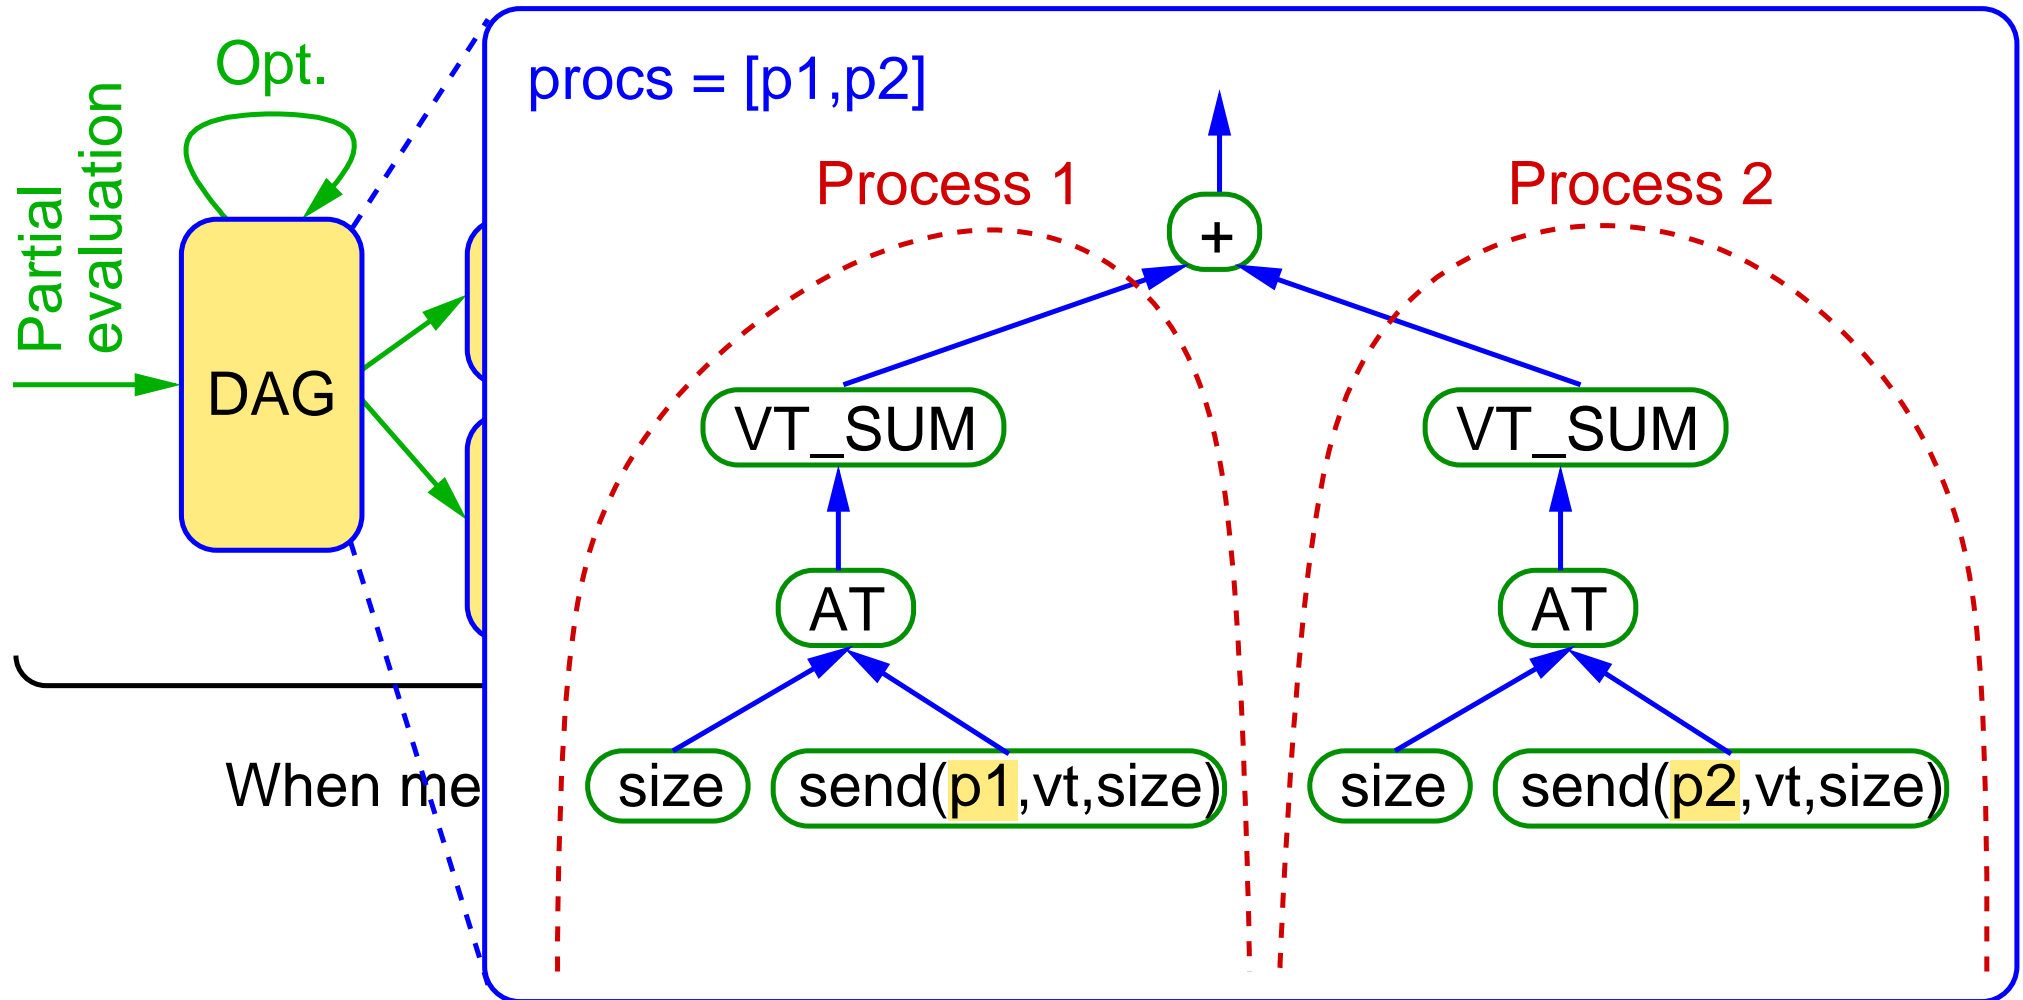 Opt.
Partial
evaluation
DAG
When me
procs = [p1,p2]
Process 1
Process 2
+
VT_SUM
VT_SUM
AT
AT
size
send(p1,vt,size)
size
send(p2,vt,size)